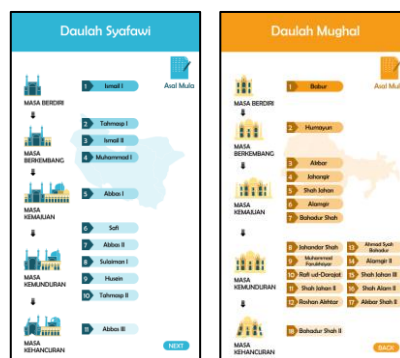 Daulah Syafawi
Asal Mula
1 Ismail I
MASA BERDIRI
2 Tahmasp I
3 Ismail II
4 Muhammad I
MASA
BERKEMBANG
5 Abbas I
MASA
KEMAJUAN
6 Safi
7 Abbas II
8 Sulaiman I
9 Husein
10 Tahmasp II
MASA
KEMUNDURAN
11 Abbas III
MASA
KEHANCURAN
NEXT
Daulah Mughal
Asal Mula
1 Babur
MASA BERDIRI
2 Humayun
MASA
BERKEMBANG
3 Akbar
4 Jahangir
5 Shah Jahan
6 Alamgir
7 Bahadur Shah
MASA
KEMAJUAN
8 Jahandar Shah
9 Muhammad
Farukhsiyar
10 Rafi ud-Darajat
11 Shah Jahan II
12 Roshan Akhtar
13 Ahmad Syah
Bahadur
14 Alamgir II
15 Shah Jahan III
16 Shah Alam II
17 Akbar Shah II
MASA
KEMUNDURAN
18 Bahadur Shah II
MASA
KEHANCURAN
BACK